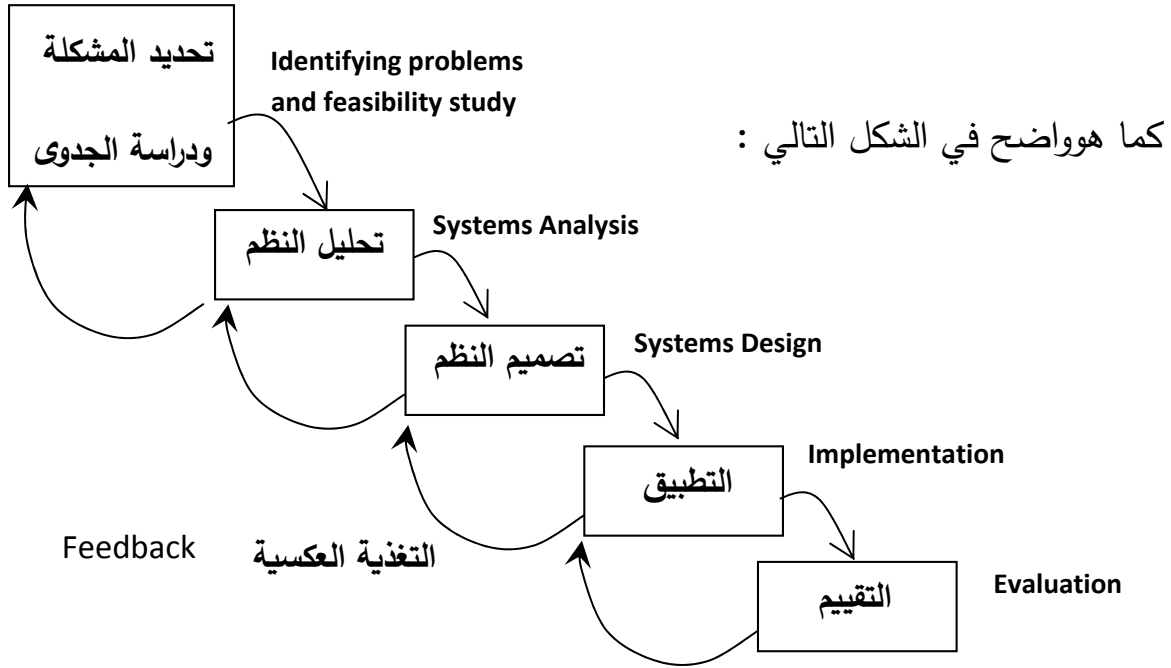 كما هوواضح في الشكل التالي :
تحديد المشكلة
ودراسة الجدوى
Identifying problems
and feasibility study
تحليل النظم
Systems Analysis
تصميم النظم
Systems Design
التطبيق
Implementation
التقييم
Evaluation
Feedback التغذية العكسية